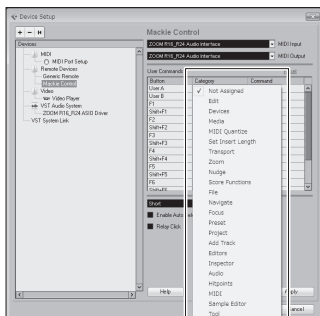 Device Setup
Devices
MIDI
MIDI Port Setup
Remote Devices
Generic Remote
Mackie Control
Video
Video Player
VST Audio System
ZOOM R16_R24 ASIO Driver
VST System Link
Mackie Control
ZOOM R16_R24 Audio Interface MIDI Input
ZOOM R16_R24 Audio Interface MIDI Output
User Commands
Button Category Command
User A
User B
F1
Shift+F1
F2
Shift+F2
F3
Shift+F3
F4
Shift+F4
F5
Shift+F5
F6
Shift+F6
✓ Not Assigned
Edit
Devices
Media
MIDI Quantize
Set Insert Length
Transport
Zoom
Nudge
Score Functions
File
Navigate
Focus
Preset
Project
Add Track
Editors
Inspector
Audio
Hitpoints
MIDI
Sample Editor
Tool
Short
Enable Auto
Relay Click
Help